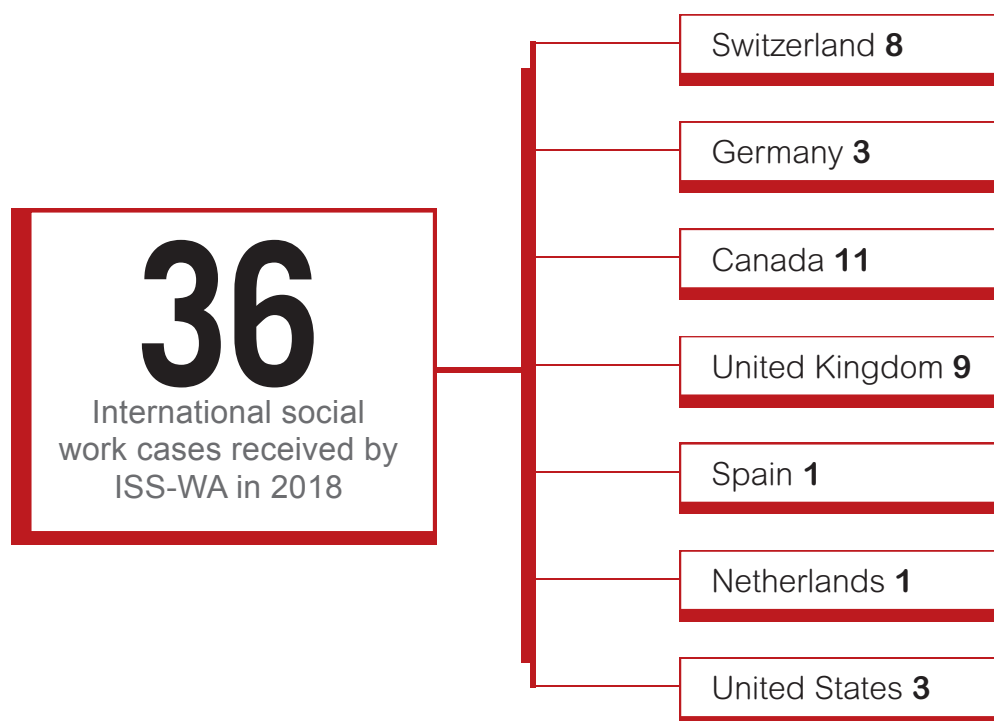 36
International social
work cases received by
ISS-WA in 2018
Switzerland 8
Germany 3
Canada 11
United Kingdom 9
Spain 1
Netherlands 1
United States 3